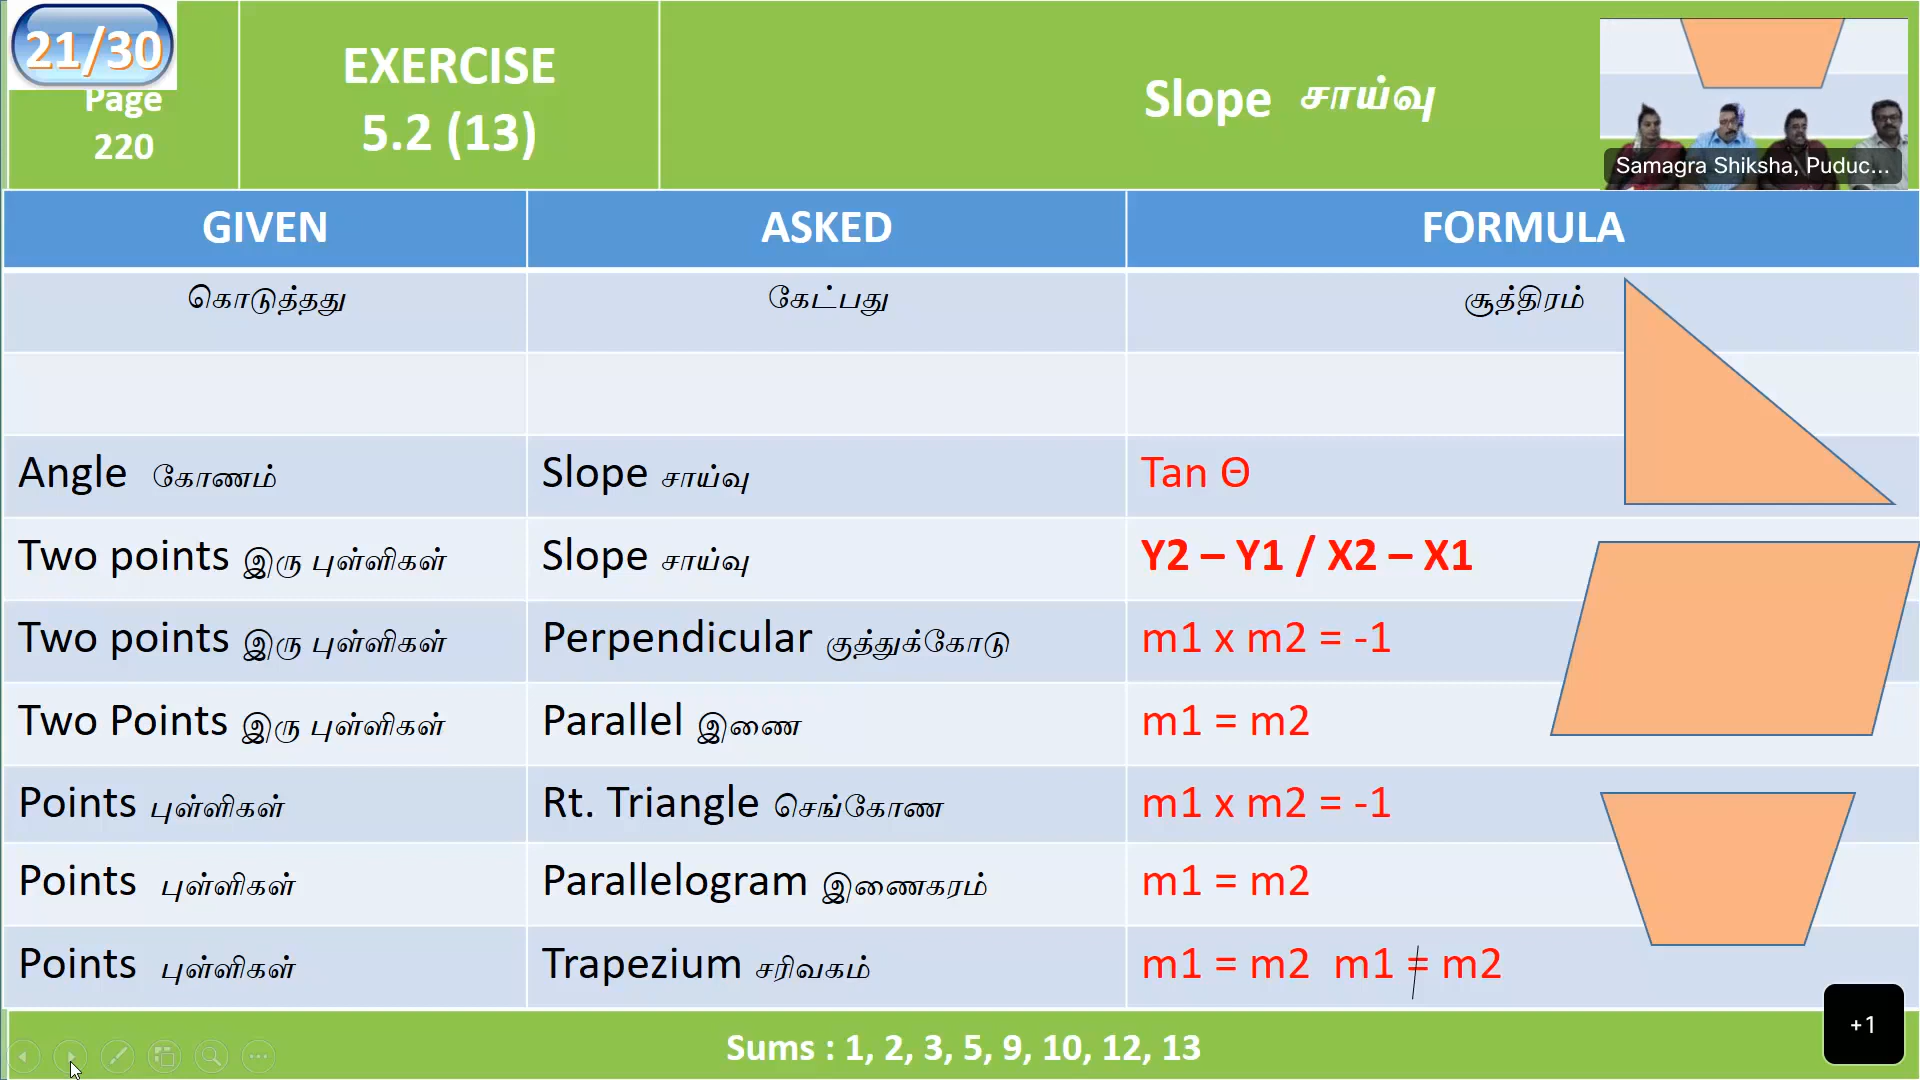 21/30
Page
220
EXERCISE
5.2 (13)
Slope சாய்வு
Samagra Shiksha, Puduc...
GIVEN ASKED FORMULA
கொடுத்தது கேட்பது சூத்திரம்
Angle கோணம் Slope சாய்வு Tan Θ
Two points இரு புள்ளிகள் Slope சாய்வு Y2 – Y1 / X2 – X1
Two points இரு புள்ளிகள் Perpendicular குத்துக்கோடு m1 x m2 = -1
Two Points இரு புள்ளிகள் Parallel இணை m1 = m2
Points புள்ளிகள் Rt. Triangle செங்கோண m1 x m2 = -1
Points புள்ளிகள் Parallelogram இணைகரம் m1 = m2
Points புள்ளிகள் Trapezium சரிவகம் m1 = m2 m1 ≠ m2
+1
Sums : 1, 2, 3, 5, 9, 10, 12, 13